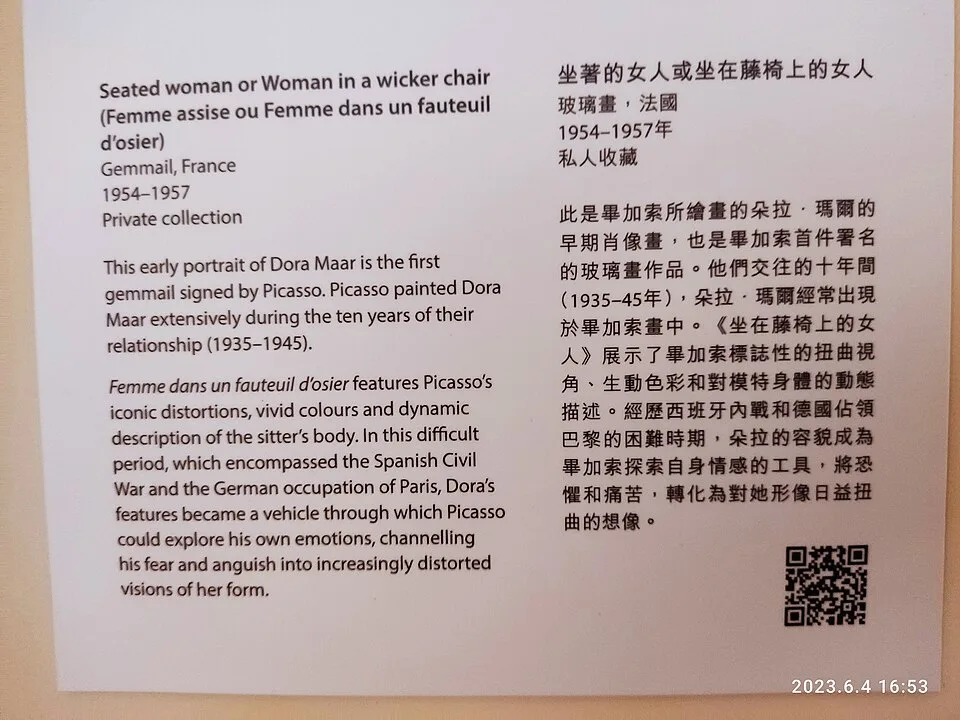 Seated woman or Woman in a wicker chair
(Femme assise ou Femme dans un fauteuil
d'osier)
Gemmail, France
1954–1957
Private collection
This early portrait of Dora Maar is the first
gemmail signed by Picasso. Picasso painted Dora
Maar extensively during the ten years of their
relationship (1935–1945).
Femme dans un fauteuil d'osier features Picasso's
iconic distortions, vivid colours and dynamic
description of the sitter's body. In this difficult
period, which encompassed the Spanish Civil
War and the German occupation of Paris, Dora's
features became a vehicle through which Picasso
could explore his own emotions, channelling
his fear and anguish into increasingly distorted
visions of her form.
坐著的女人或坐在藤椅上的女人
玻璃畫，法國
1954–1957年
私人收藏
此是畢加索所繪畫的朵拉．瑪爾的
早期肖像畫，也是畢加索首件署名
的玻璃畫作品。他們交往的十年間
(1935–45年)，朵拉．瑪爾經常出現
於畢加索畫中。《坐在藤椅上的女
人》展示了畢加索標誌性的扭曲視
角、生動色彩和對模特身體的動態
描述。經歷西班牙內戰和德國佔領
巴黎的困難時期，朵拉的容貌成為
畢加索探索自身情感的工具，將恐
懼和痛苦，轉化為對她形像日益扭
曲的想像。
2023.6.4 16:53